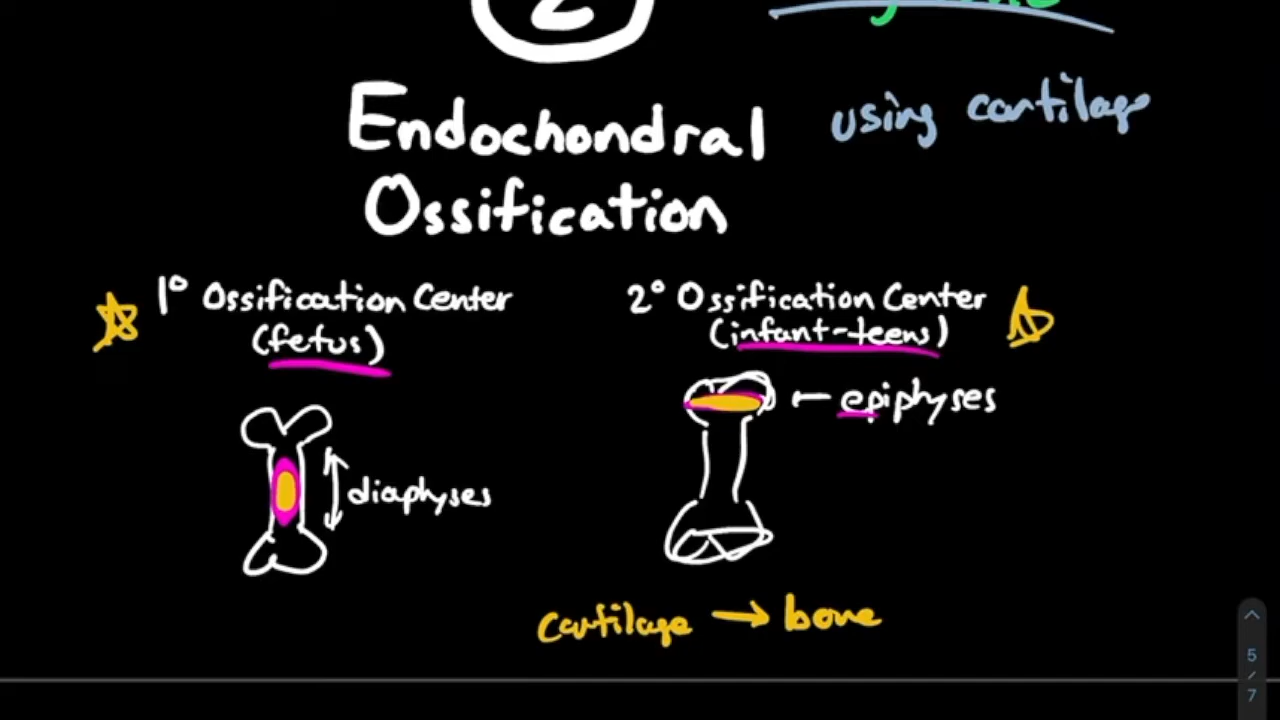 2
Endochondral
using cartilage
Ossification
1° Ossification Center
(fetus)
2° Ossification Center
(infant-teens)
← epiphyses
diaphyses
cartilage → bone
5
/
7